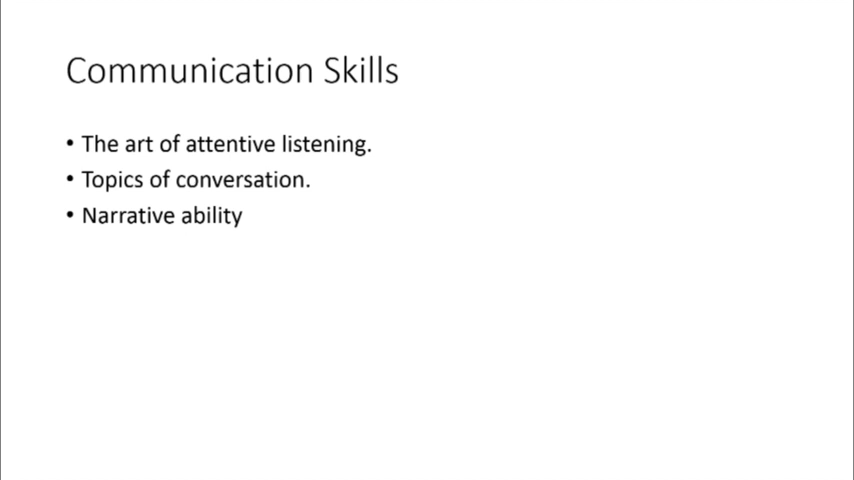 Communication Skills
• The art of attentive listening.
• Topics of conversation.
• Narrative ability